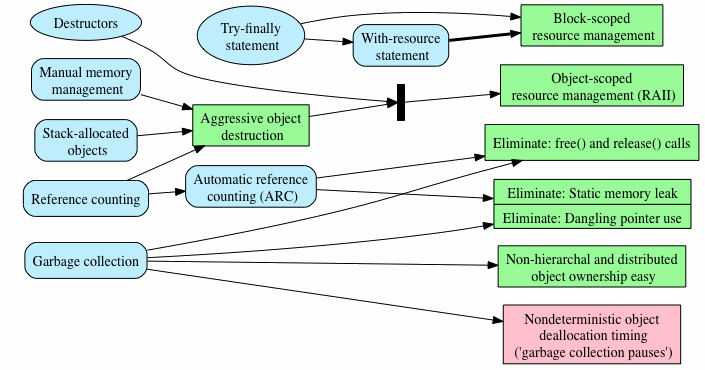 Destructors
Try-finally
statement
With-resource
statement
Block-scoped
resource management
Manual memory
management
Object-scoped
resource management (RAII)
Stack-allocated
objects
Aggressive object
destruction
Eliminate: free() and release() calls
Reference counting
Automatic reference
counting (ARC)
Eliminate: Static memory leak
Eliminate: Dangling pointer use
Garbage collection
Non-hierarchal and distributed
object ownership easy
Nondeterministic object
deallocation timing
('garbage collection pauses')